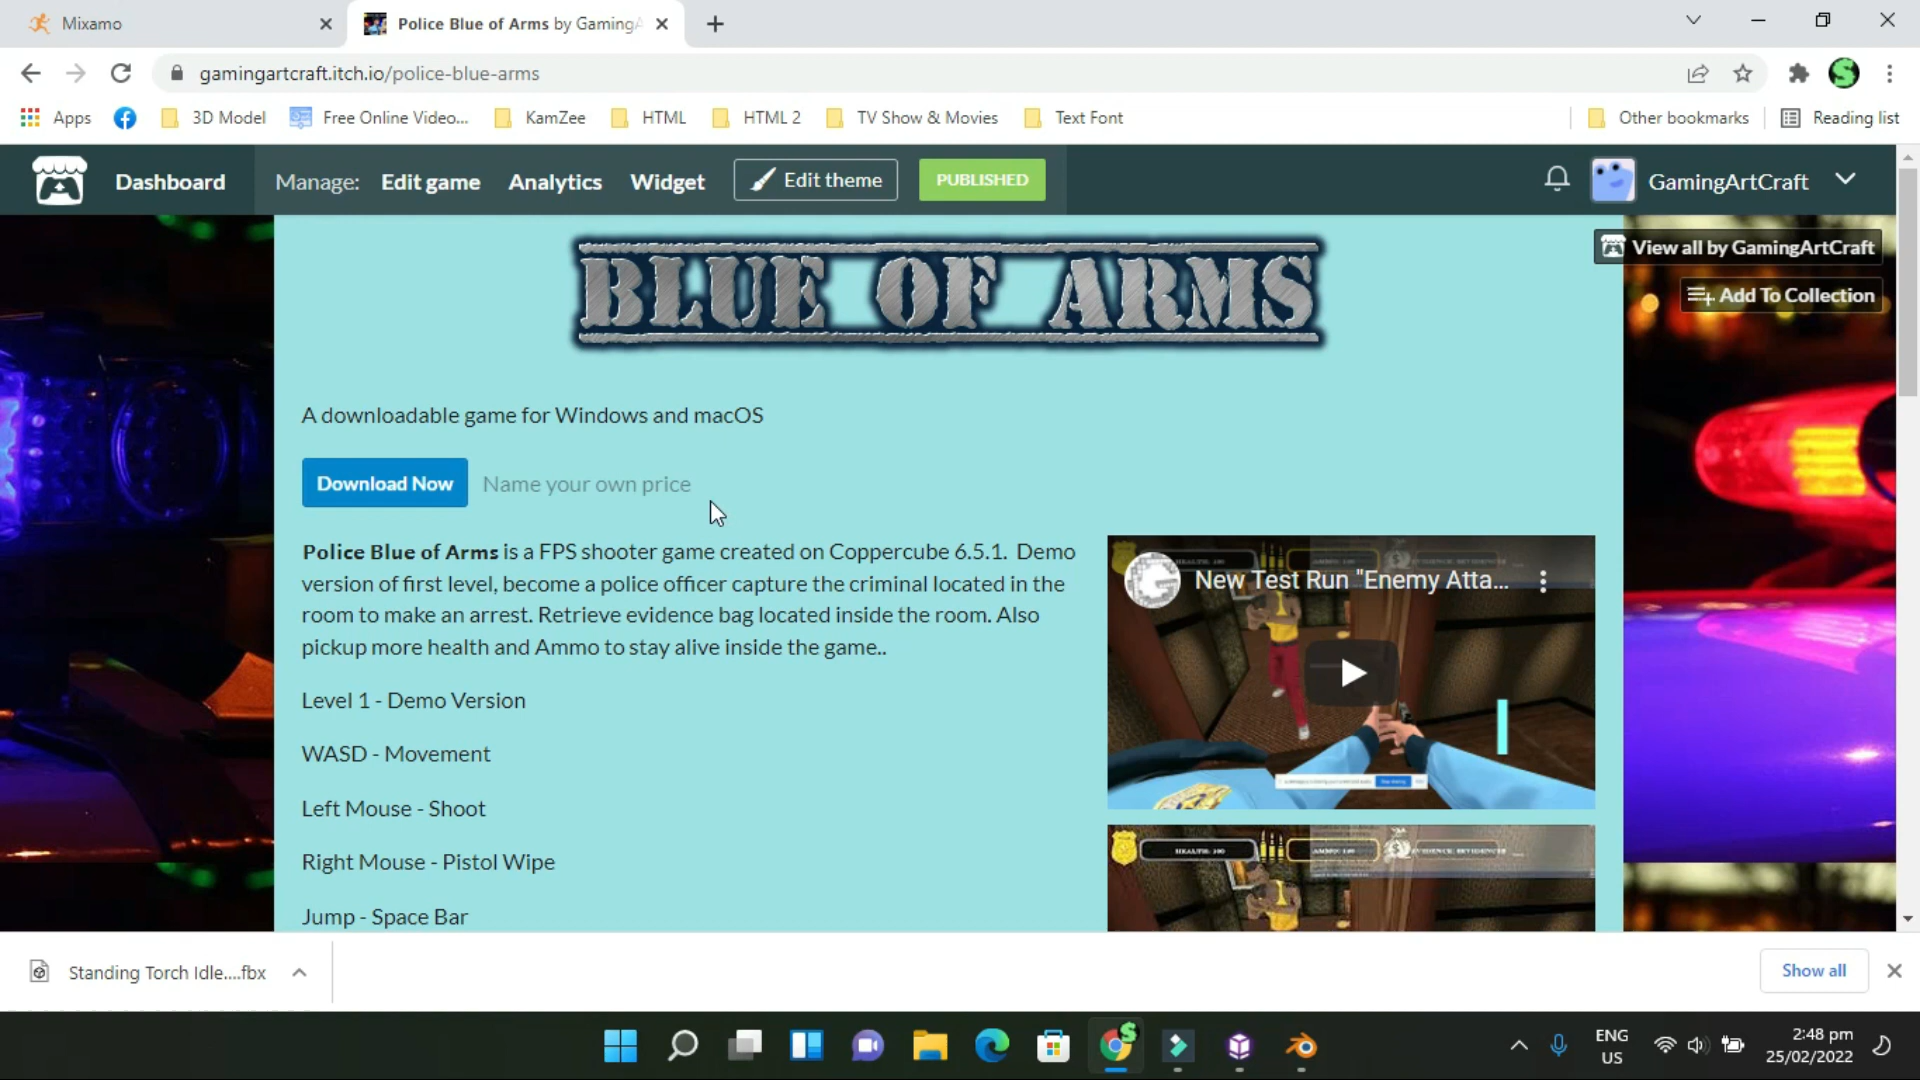 Mixamo
Police Blue of Arms by Gaming
gamingartcraft.itch.io/police-blue-arms
Apps
3D Model
Free Online Video...
KamZee
HTML
HTML 2
TV Show & Movies
Text Font
Other bookmarks
Reading list
Dashboard
Manage:
Edit game
Analytics
Widget
Edit theme
PUBLISHED
GamingArtCraft
BLUE OF ARMS
View all by GamingArtCraft
Add To Collection
A downloadable game for Windows and macOS
Download Now
Name your own price
Police Blue of Arms is a FPS shooter game created on Coppercube 6.5.1. Demo
version of first level, become a police officer capture the criminal located in the
room to make an arrest. Retrieve evidence bag located inside the room. Also
pickup more health and Ammo to stay alive inside the game..
New Test Run "Enemy Atta...
Level 1 - Demo Version
WASD - Movement
Left Mouse - Shoot
Right Mouse - Pistol Wipe
Jump - Space Bar
HEALTH: 100
AMMO: 100
Standing Torch Idle....fbx
Show all
ENG
US
2:48 pm
25/02/2022